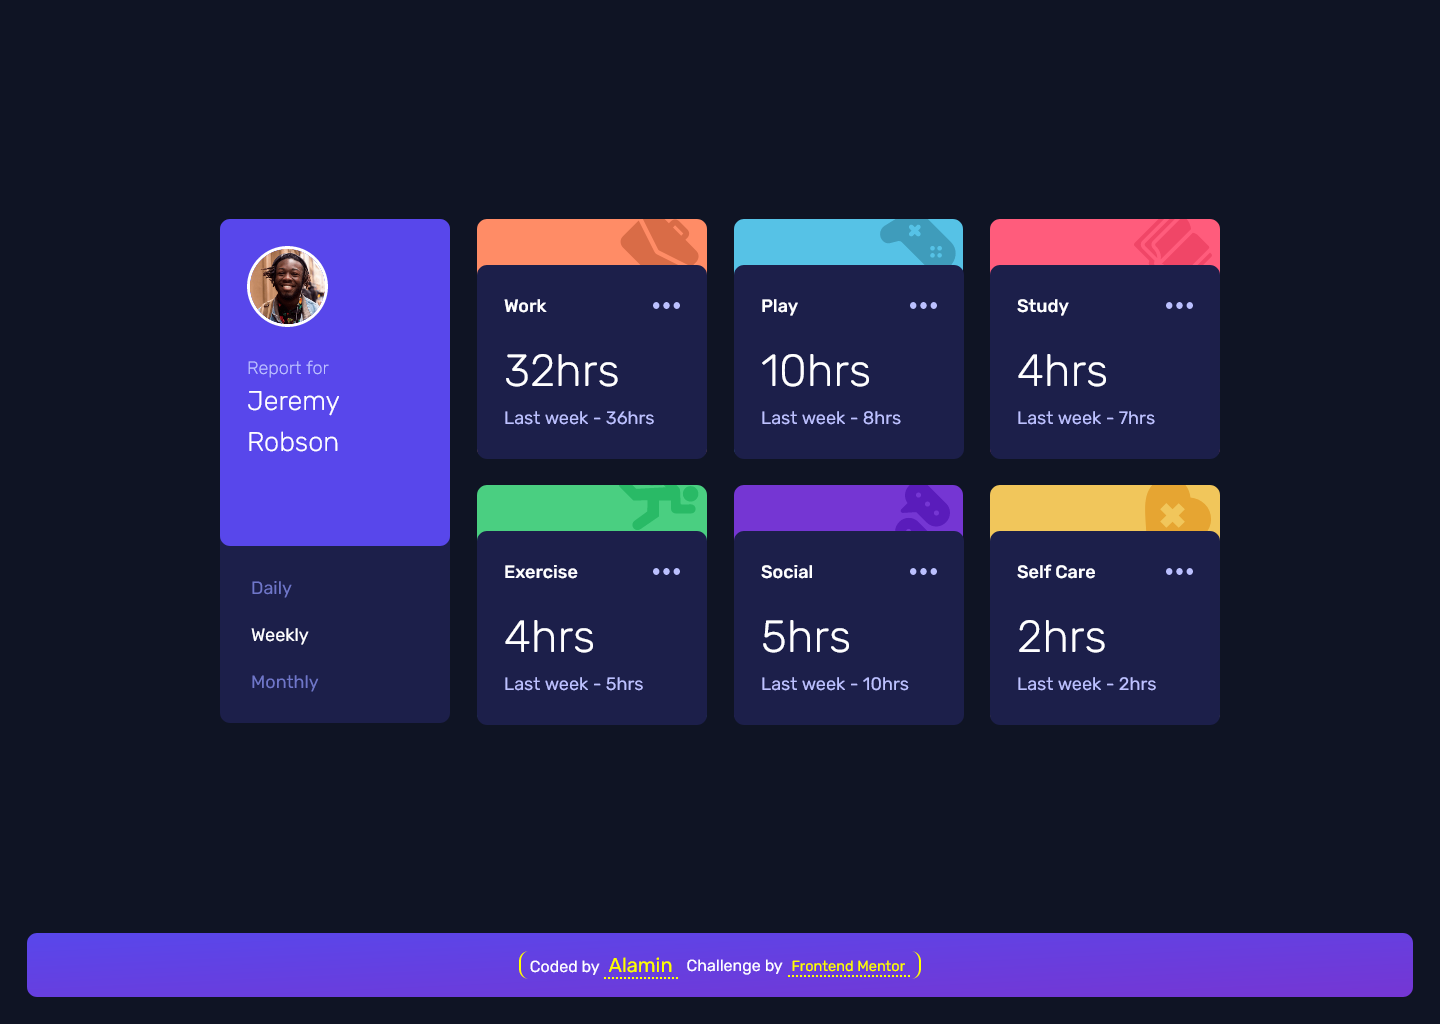 Report for
Jeremy
Robson
Daily
Weekly
Monthly
Work
32hrs
Last week - 36hrs
Play
10hrs
Last week - 8hrs
Study
4hrs
Last week - 7hrs
Exercise
4hrs
Last week - 5hrs
Social
5hrs
Last week - 10hrs
Self Care
2hrs
Last week - 2hrs
( Coded by Alamin Challenge by Frontend Mentor )